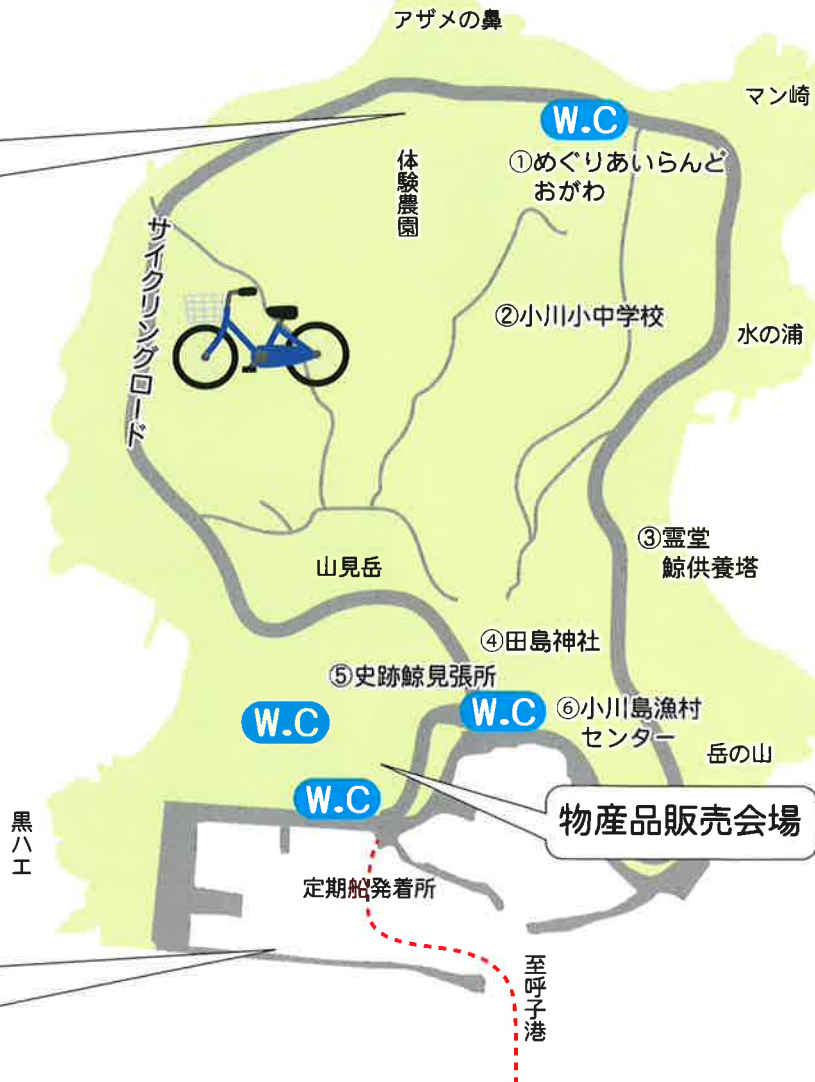 アザメの鼻
マン崎
W.C
①めぐりあいらんど
おがわ
体験農園
サイクリングロード
②小川小中学校
水の浦
③霊堂
鯨供養塔
山見岳
④田島神社
⑤史跡鯨見張所
W.C
W.C
⑥小川島漁村
センター
岳の山
W.C
物産品販売会場
黒ハエ
定期船発着所
至呼子港